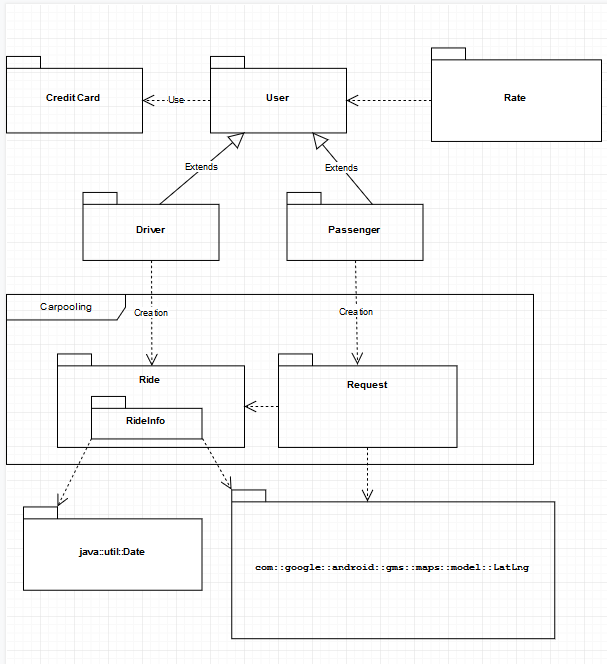 Credit Card
Use
User
Rate
Extends
Extends
Driver
Passenger
Carpooling
Creation
Creation
Ride
Request
RideInfo
java::util::Date
com::google::android::gms::maps::model::LatLng